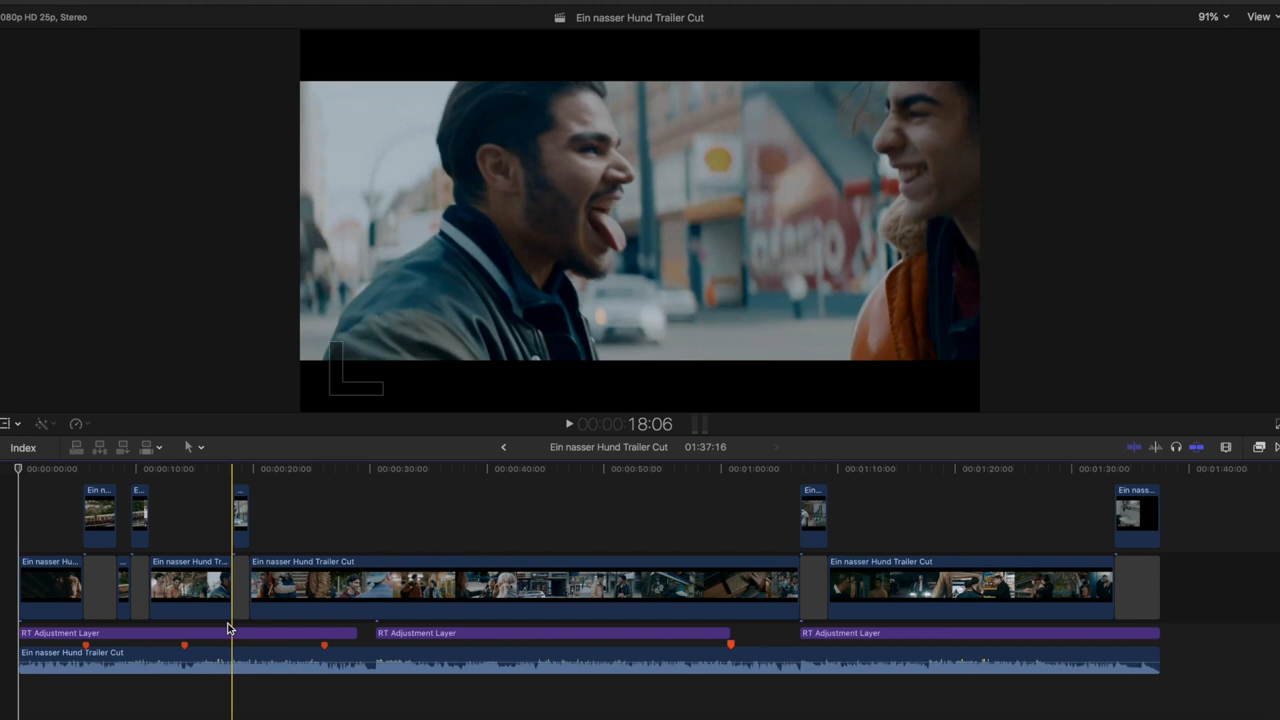 080p HD 25p, Stereo
Ein nasser Hund Trailer Cut
91%
View
00:00:00:18:06
Index
Ein nasser Hund Trailer Cut
01:37:16
00:00:00:00
00:00:10:00
00:00:20:00
00:00:30:00
00:00:40:00
00:00:50:00
00:01:00:00
00:01:10:00
00:01:20:00
00:01:30:00
00:01:40:00
Ein n...
E...
...
Ein...
Ein nass...
Ein nasser Hu...
...
Ein nasser Hund Tr...
Ein nasser Hund Trailer Cut
Ein nasser Hund Trailer Cut
RT Adjustment Layer
RT Adjustment Layer
RT Adjustment Layer
Ein nasser Hund Trailer Cut